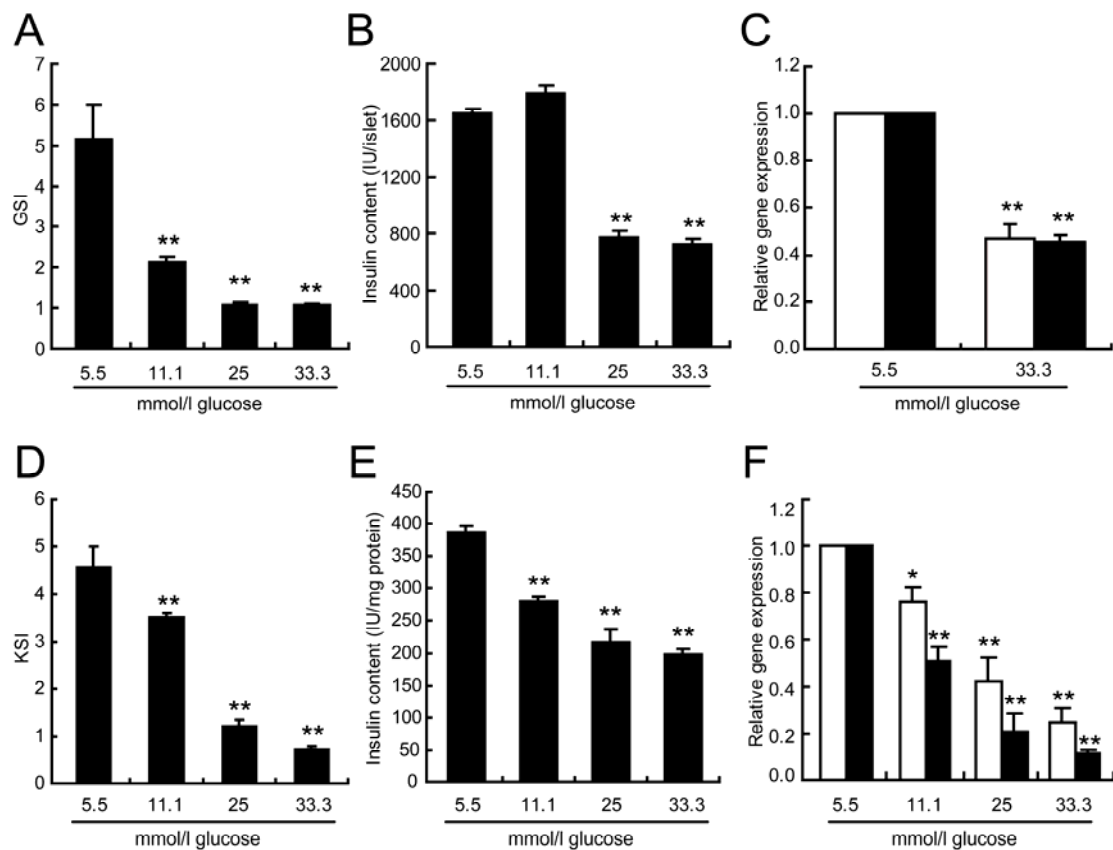 A
GSI
7
6
5
4
3
2
1
0
**
**
**
5.5 11.1 25 33.3
mmol/l glucose
B
Insulin content (IU/islet)
2000
1600
1200
800
400
0
**
**
5.5 11.1 25 33.3
mmol/l glucose
C
Relative gene expression
1.2
1.0
0.8
0.6
0.4
0.2
0.0
**
**
5.5 33.3
mmol/l glucose
D
KSI
6
5
4
3
2
1
0
**
**
**
5.5 11.1 25 33.3
mmol/l glucose
E
Insulin content (IU/mg protein)
450
400
350
300
250
200
150
100
50
0
**
**
**
5.5 11.1 25 33.3
mmol/l glucose
F
Relative gene expression
1.2
1.0
0.8
0.6
0.4
0.2
0.0
*
**
**
**
**
**
5.5 11.1 25 33.3
mmol/l glucose